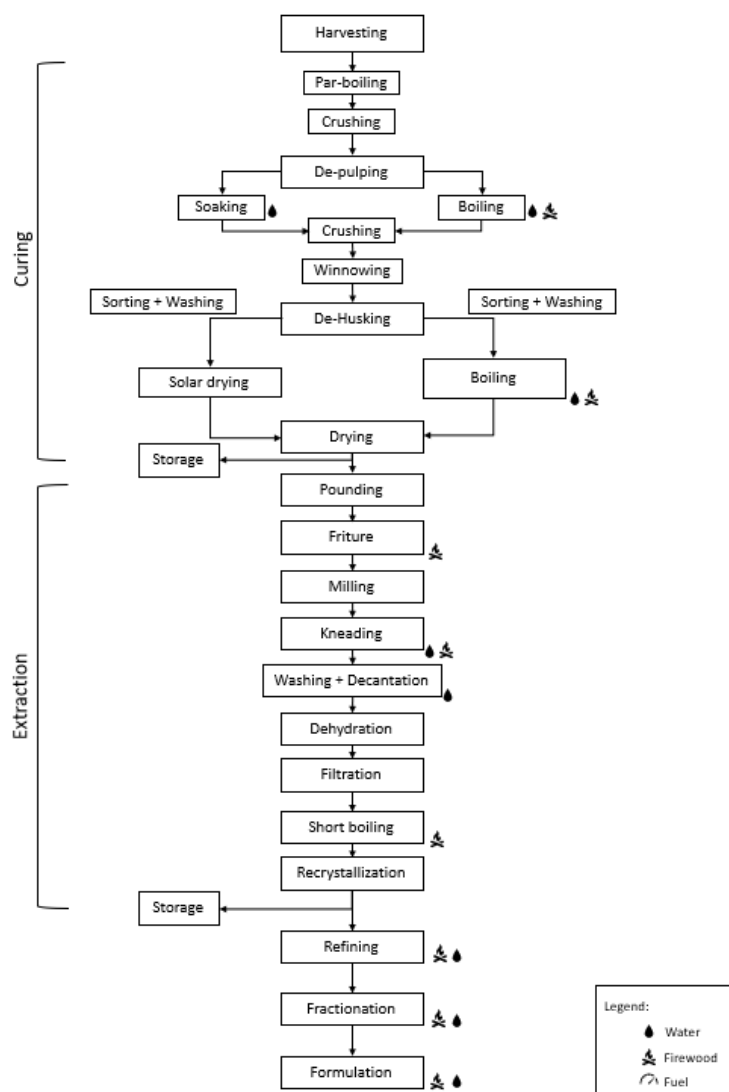 Harvesting
Par-boiling
Crushing
De-pulping
Soaking
Boiling
Crushing
Winnowing
Sorting + Washing
Sorting + Washing
De-Husking
Solar drying
Boiling
Drying
Storage
Curing
Pounding
Friture
Milling
Kneading
Washing + Decantation
Dehydration
Filtration
Short boiling
Recrystallization
Extraction
Storage
Refining
Fractionation
Formulation
Legend:
Water
Firewood
Fuel